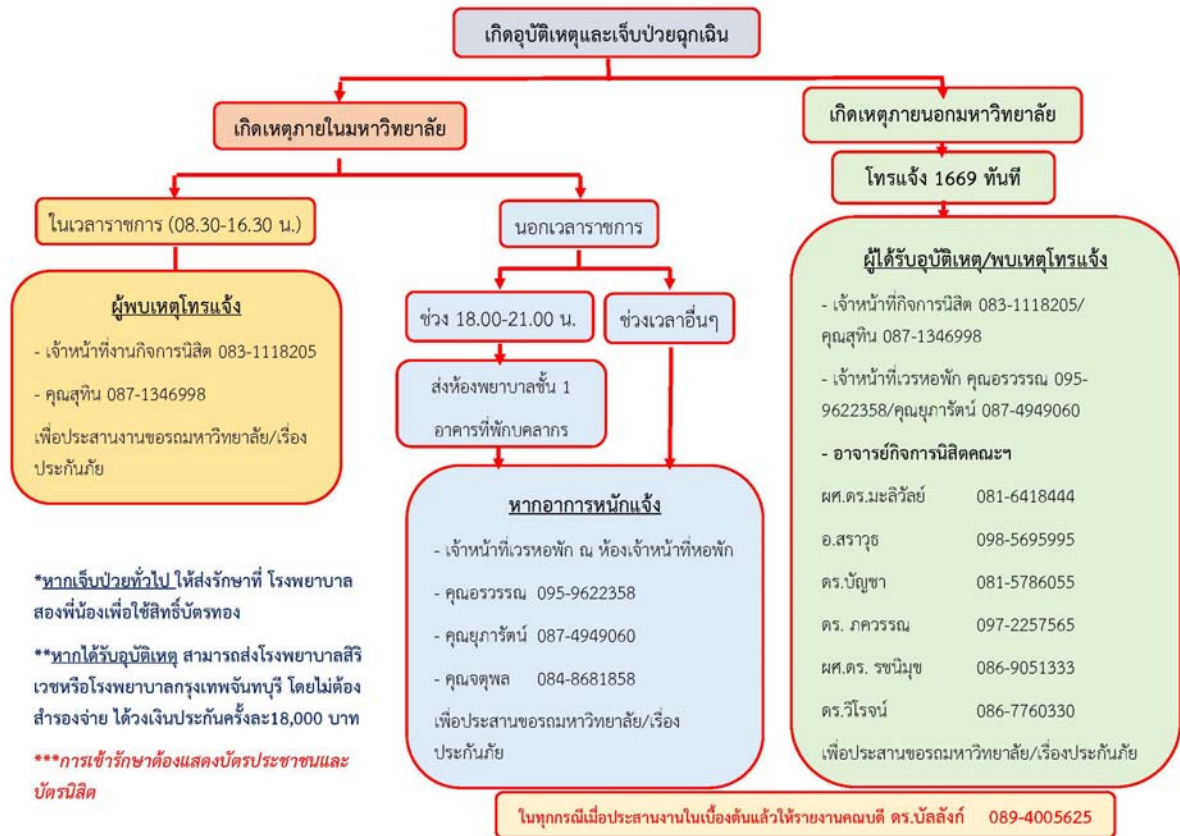 เกิดอุบัติเหตุและเจ็บป่วยฉุกเฉิน
เกิดเหตุภายในมหาวิทยาลัย
ในเวลาราชการ (08.30-16.30 น.)
ผู้พบเหตุโทรแจ้ง
- เจ้าหน้าที่งานกิจการนิสิต 083-1118205
- คุณสุทิน 087-1346998
เพื่อประสานงานขอรถมหาวิทยาลัย/เรื่อง
ประกันภัย
นอกเวลาราชการ
ช่วง 18.00-21.00 น.
ส่งห้องพยาบาลชั้น 1
อาคารที่พักบคลากร
ช่วงเวลาอื่นๆ
หากอาการหนักแจ้ง
- เจ้าหน้าที่เวรหอพัก ณ ห้องเจ้าหน้าที่หอพัก
- คุณอรวรรณ 095-9622358
- คุณยุภารัตน์ 087-4949060
- คุณจตุพล 084-8681858
เพื่อประสานขอรถมหาวิทยาลัย/เรื่อง
ประกันภัย
เกิดเหตุภายนอกมหาวิทยาลัย
โทรแจ้ง 1669 ทันที
ผู้ได้รับอุบัติเหตุ/พบเหตุโทรแจ้ง
- เจ้าหน้าที่กิจการนิสิต 083-1118205/
คุณสุทิน 087-1346998
- เจ้าหน้าที่เวรหอพัก คุณอรวรรณ 095-
9622358/คุณยุภารัตน์ 087-4949060
- อาจารย์กิจการนิสิตคณะฯ
ผศ.ดร.มะลิวัลย์ 081-6418444
อ.สราวุธ 098-5695995
ดร.บัญชา 081-5786055
ดร. ภควรรณ 097-2257565
ผศ.ดร. รชนิมุข 086-9051333
ดร.วิโรจน์ 086-7760330
เพื่อประสานขอรถมหาวิทยาลัย/เรื่องประกันภัย
*หากเจ็บป่วยทั่วไป ให้ส่งรักษาที่ โรงพยาบาล
สองพี่น้องเพื่อใช้สิทธิ์บัตรทอง
**หากได้รับอุบัติเหตุ สามารถส่งโรงพยาบาลสิริ
เวชหรือโรงพยาบาลกรุงเทพจันทบุรี โดยไม่ต้อง
สำรองจ่าย ได้วงเงินประกันครั้งละ18,000 บาท
***การเข้ารักษาต้องแสดงบัตรประชาชนและ
บัตรนิสิต
ในทุกกรณีเมื่อประสานงานในเบื้องต้นแล้วให้รายงานคณบดี ดร.บัลลังก์ 089-4005625